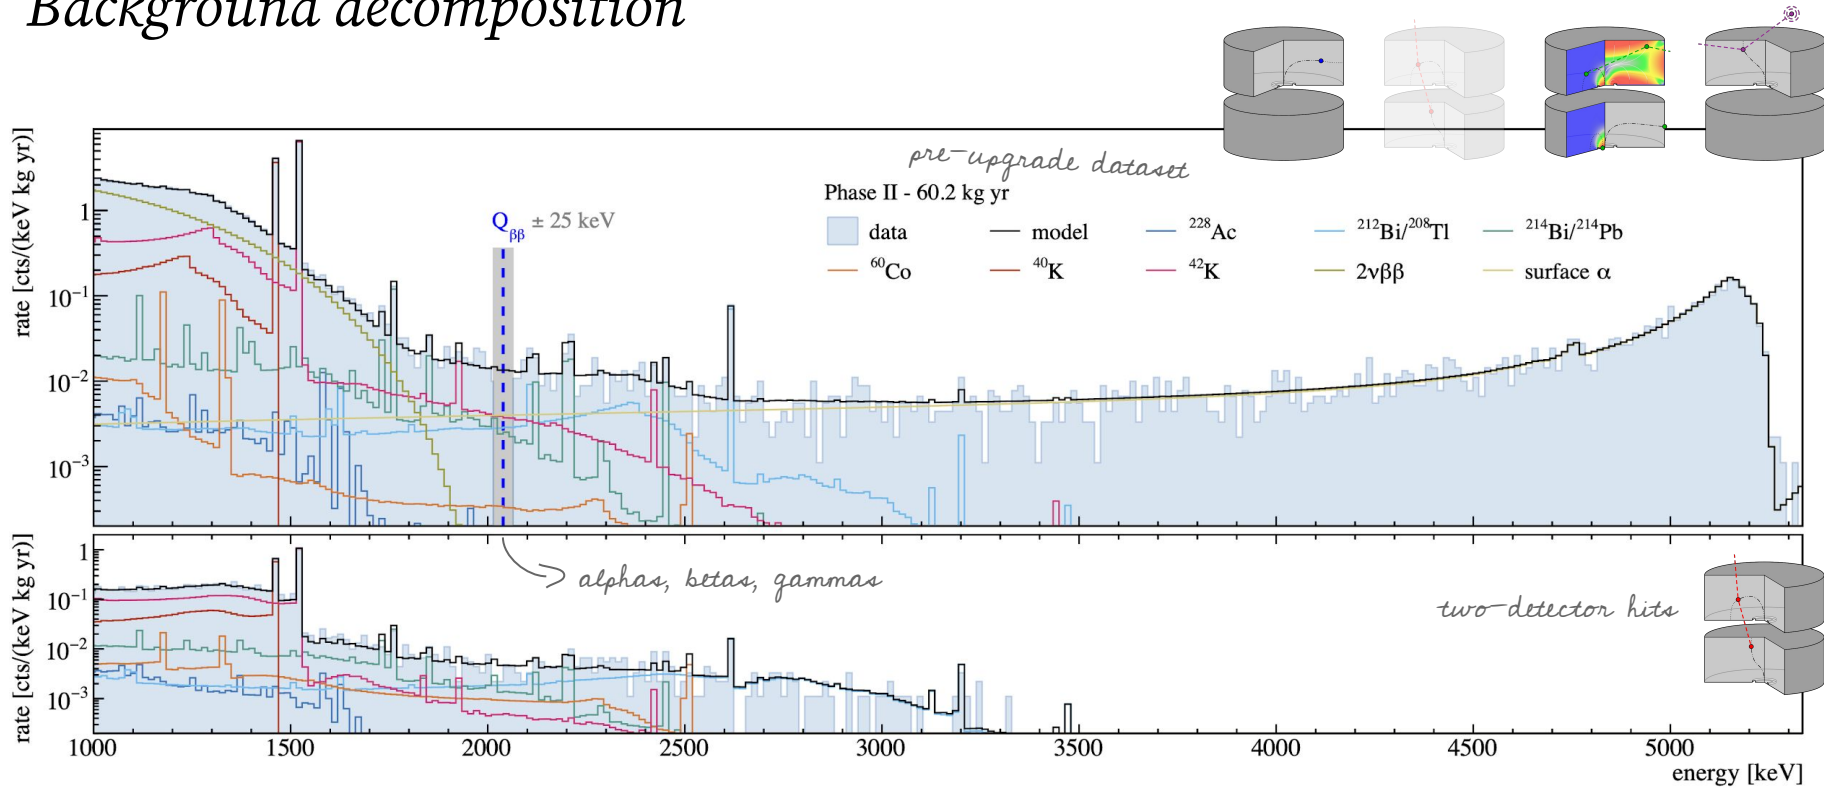 Background decomposition
pre-upgrade dataset
Phase II - 60.2 kg yr
data
model
²²⁸Ac
²¹²Bi/²⁰⁸Tl
²¹⁴Bi/²¹⁴Pb
⁶⁰Co
⁴⁰K
⁴²K
2νββ
surface α
Qββ ± 25 keV
rate [cts/(keV kg yr)]
1
10⁻¹
10⁻²
10⁻³
alphas, betas, gammas
two-detector hits
rate [cts/(keV kg yr)]
1
10⁻¹
10⁻²
10⁻³
1000 1500 2000 2500 3000 3500 4000 4500 5000
energy [keV]